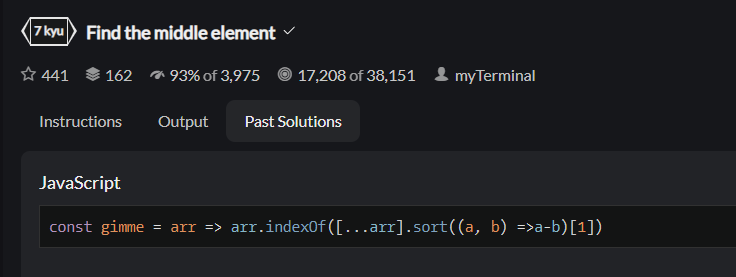 7 kyu Find the middle element
441 162 93% of 3,975 17,208 of 38,151 myTerminal
Instructions Output Past Solutions
JavaScript
const gimme = arr => arr.indexOf([...arr].sort((a, b) =>a-b)[1])